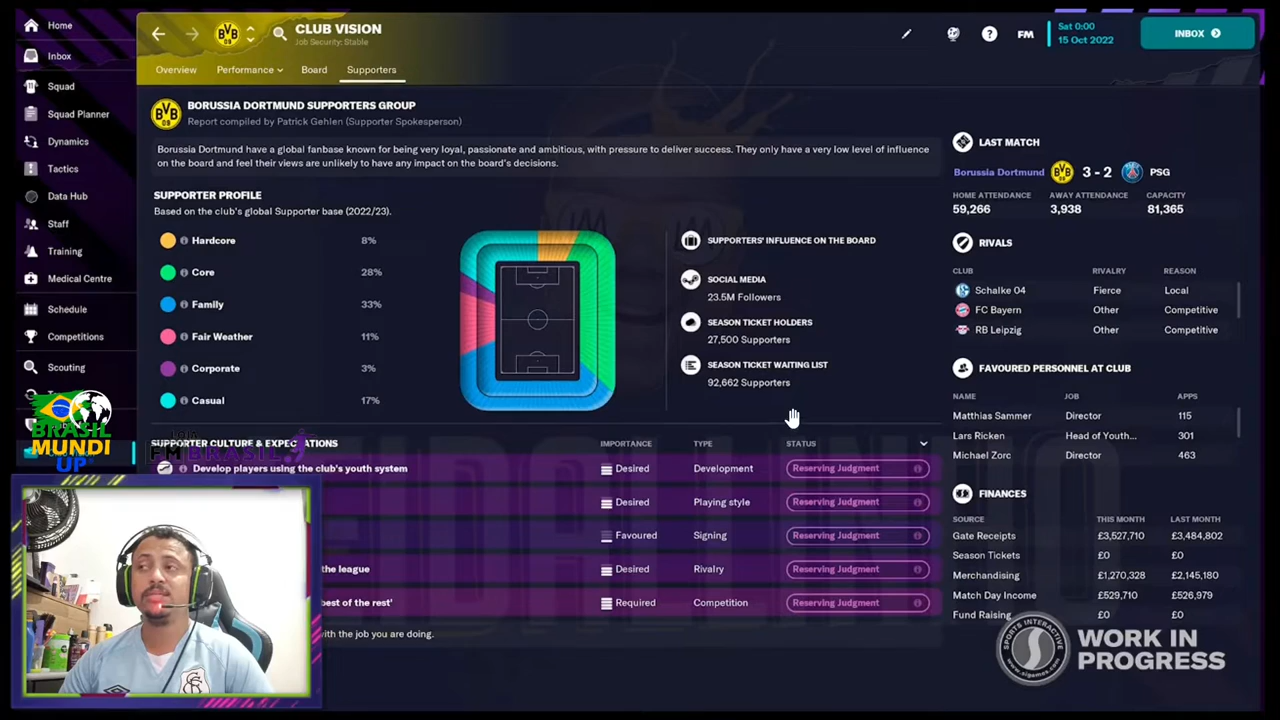 Home
Inbox
Squad
Squad Planner
Dynamics
Tactics
Data Hub
Staff
Training
Medical Centre
Schedule
Competitions
Scouting
BRASIL
MUNDI
UP
FM BRASIL
BVB 09
CLUB VISION
Job Security: Stable
? FM
Sat 0:00
15 Oct 2022
INBOX
Overview Performance Board Supporters
BVB 09
BORUSSIA DORTMUND SUPPORTERS GROUP
Report compiled by Patrick Gehlen (Supporter Spokesperson)
Borussia Dortmund have a global fanbase known for being very loyal, passionate and ambitious, with pressure to deliver success. They only have a very low level of influence
on the board and feel their views are unlikely to have any impact on the board's decisions.
SUPPORTER PROFILE
Based on the club's global Supporter base (2022/23).
Hardcore 8%
Core 28%
Family 33%
Fair Weather 11%
Corporate 3%
Casual 17%
SUPPORTERS' INFLUENCE ON THE BOARD
SOCIAL MEDIA
23.5M Followers
SEASON TICKET HOLDERS
27,500 Supporters
SEASON TICKET WAITING LIST
92,662 Supporters
SUPPORTER CULTURE & EXPECTATIONS IMPORTANCE TYPE STATUS
Develop players using the club's youth system Desired Development Reserving Judgment
Desired Playing style Reserving Judgment
Favoured Signing Reserving Judgment
the league Desired Rivalry Reserving Judgment
best of the rest' Required Competition Reserving Judgment
with the job you are doing.
LAST MATCH
Borussia Dortmund 3 - 2 PSG
HOME ATTENDANCE AWAY ATTENDANCE CAPACITY
59,266 3,938 81,365
RIVALS
CLUB RIVALRY REASON
Schalke 04 Fierce Local
FC Bayern Other Competitive
RB Leipzig Other Competitive
FAVOURED PERSONNEL AT CLUB
NAME JOB APPS
Matthias Sammer Director 115
Lars Ricken Head of Youth... 301
Michael Zorc Director 463
FINANCES
SOURCE THIS MONTH LAST MONTH
Gate Receipts £3,527,710 £3,484,802
Season Tickets £0 £0
Merchandising £1,270,328 £2,145,180
Match Day Income £529,710 £526,979
Fund Raising £0 £0
SPORTS INTERACTIVE
www.sigames.com
WORK IN
PROGRESS